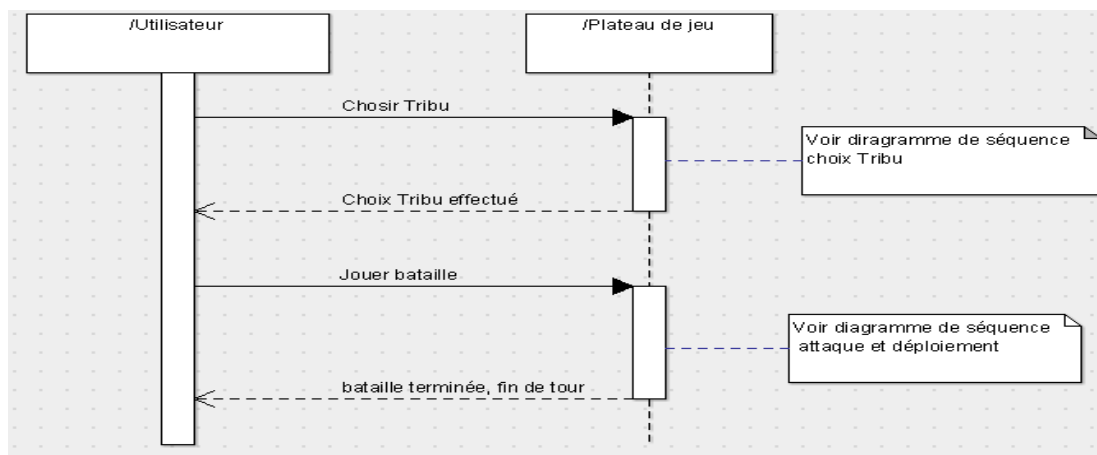 /Utilisateur
/Plateau de jeu
Chosir Tribu
Voir diragramme de séquence
choix Tribu
Choix Tribu effectué
Jouer bataille
Voir diagramme de séquence
attaque et déploiement
bataille terminée, fin de tour